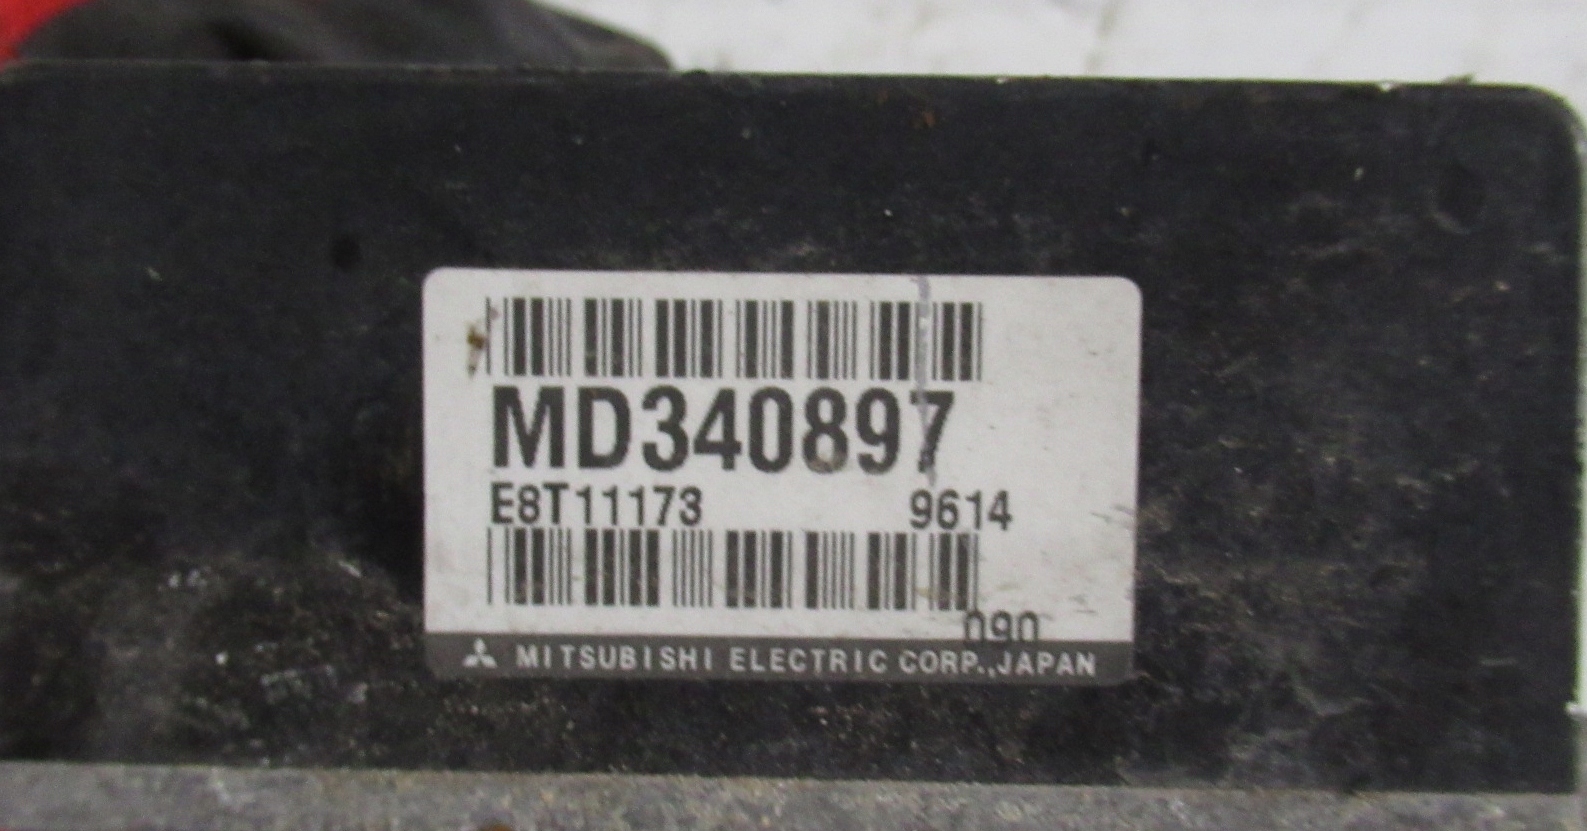 MD340897
E8T11173 9614
090
MITSUBISHI ELECTRIC CORP.,JAPAN